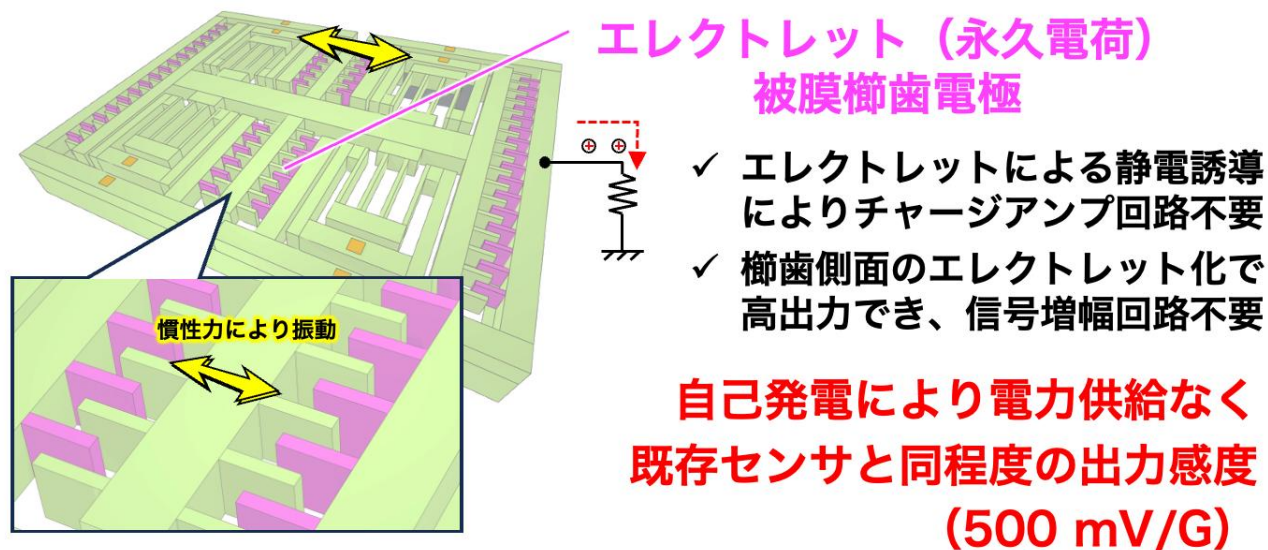 エレクトレット（永久電荷）
被膜櫛歯電極
✓ エレクトレットによる静電誘導
によりチャージアンプ回路不要
✓ 櫛歯側面のエレクトレット化で
高出力でき、信号増幅回路不要
慣性力により振動
自己発電により電力供給なく
既存センサと同程度の出力感度
（500 mV/G）